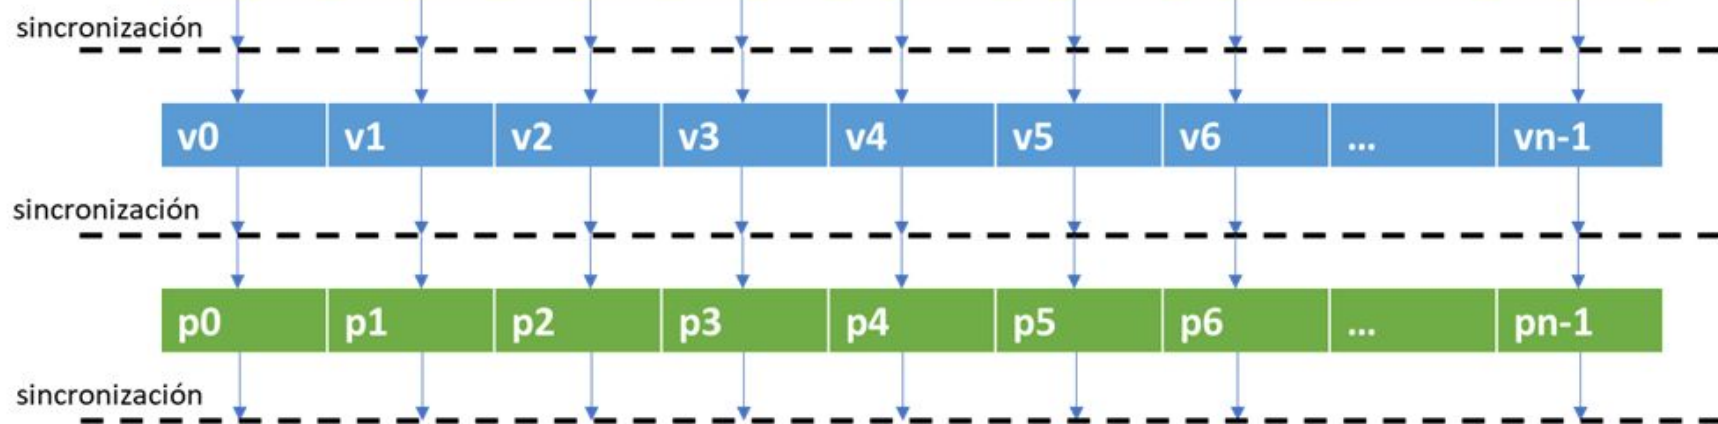 sincronización
v0 v1 v2 v3 v4 v5 v6 ... vn-1
sincronización
p0 p1 p2 p3 p4 p5 p6 ... pn-1
sincronización